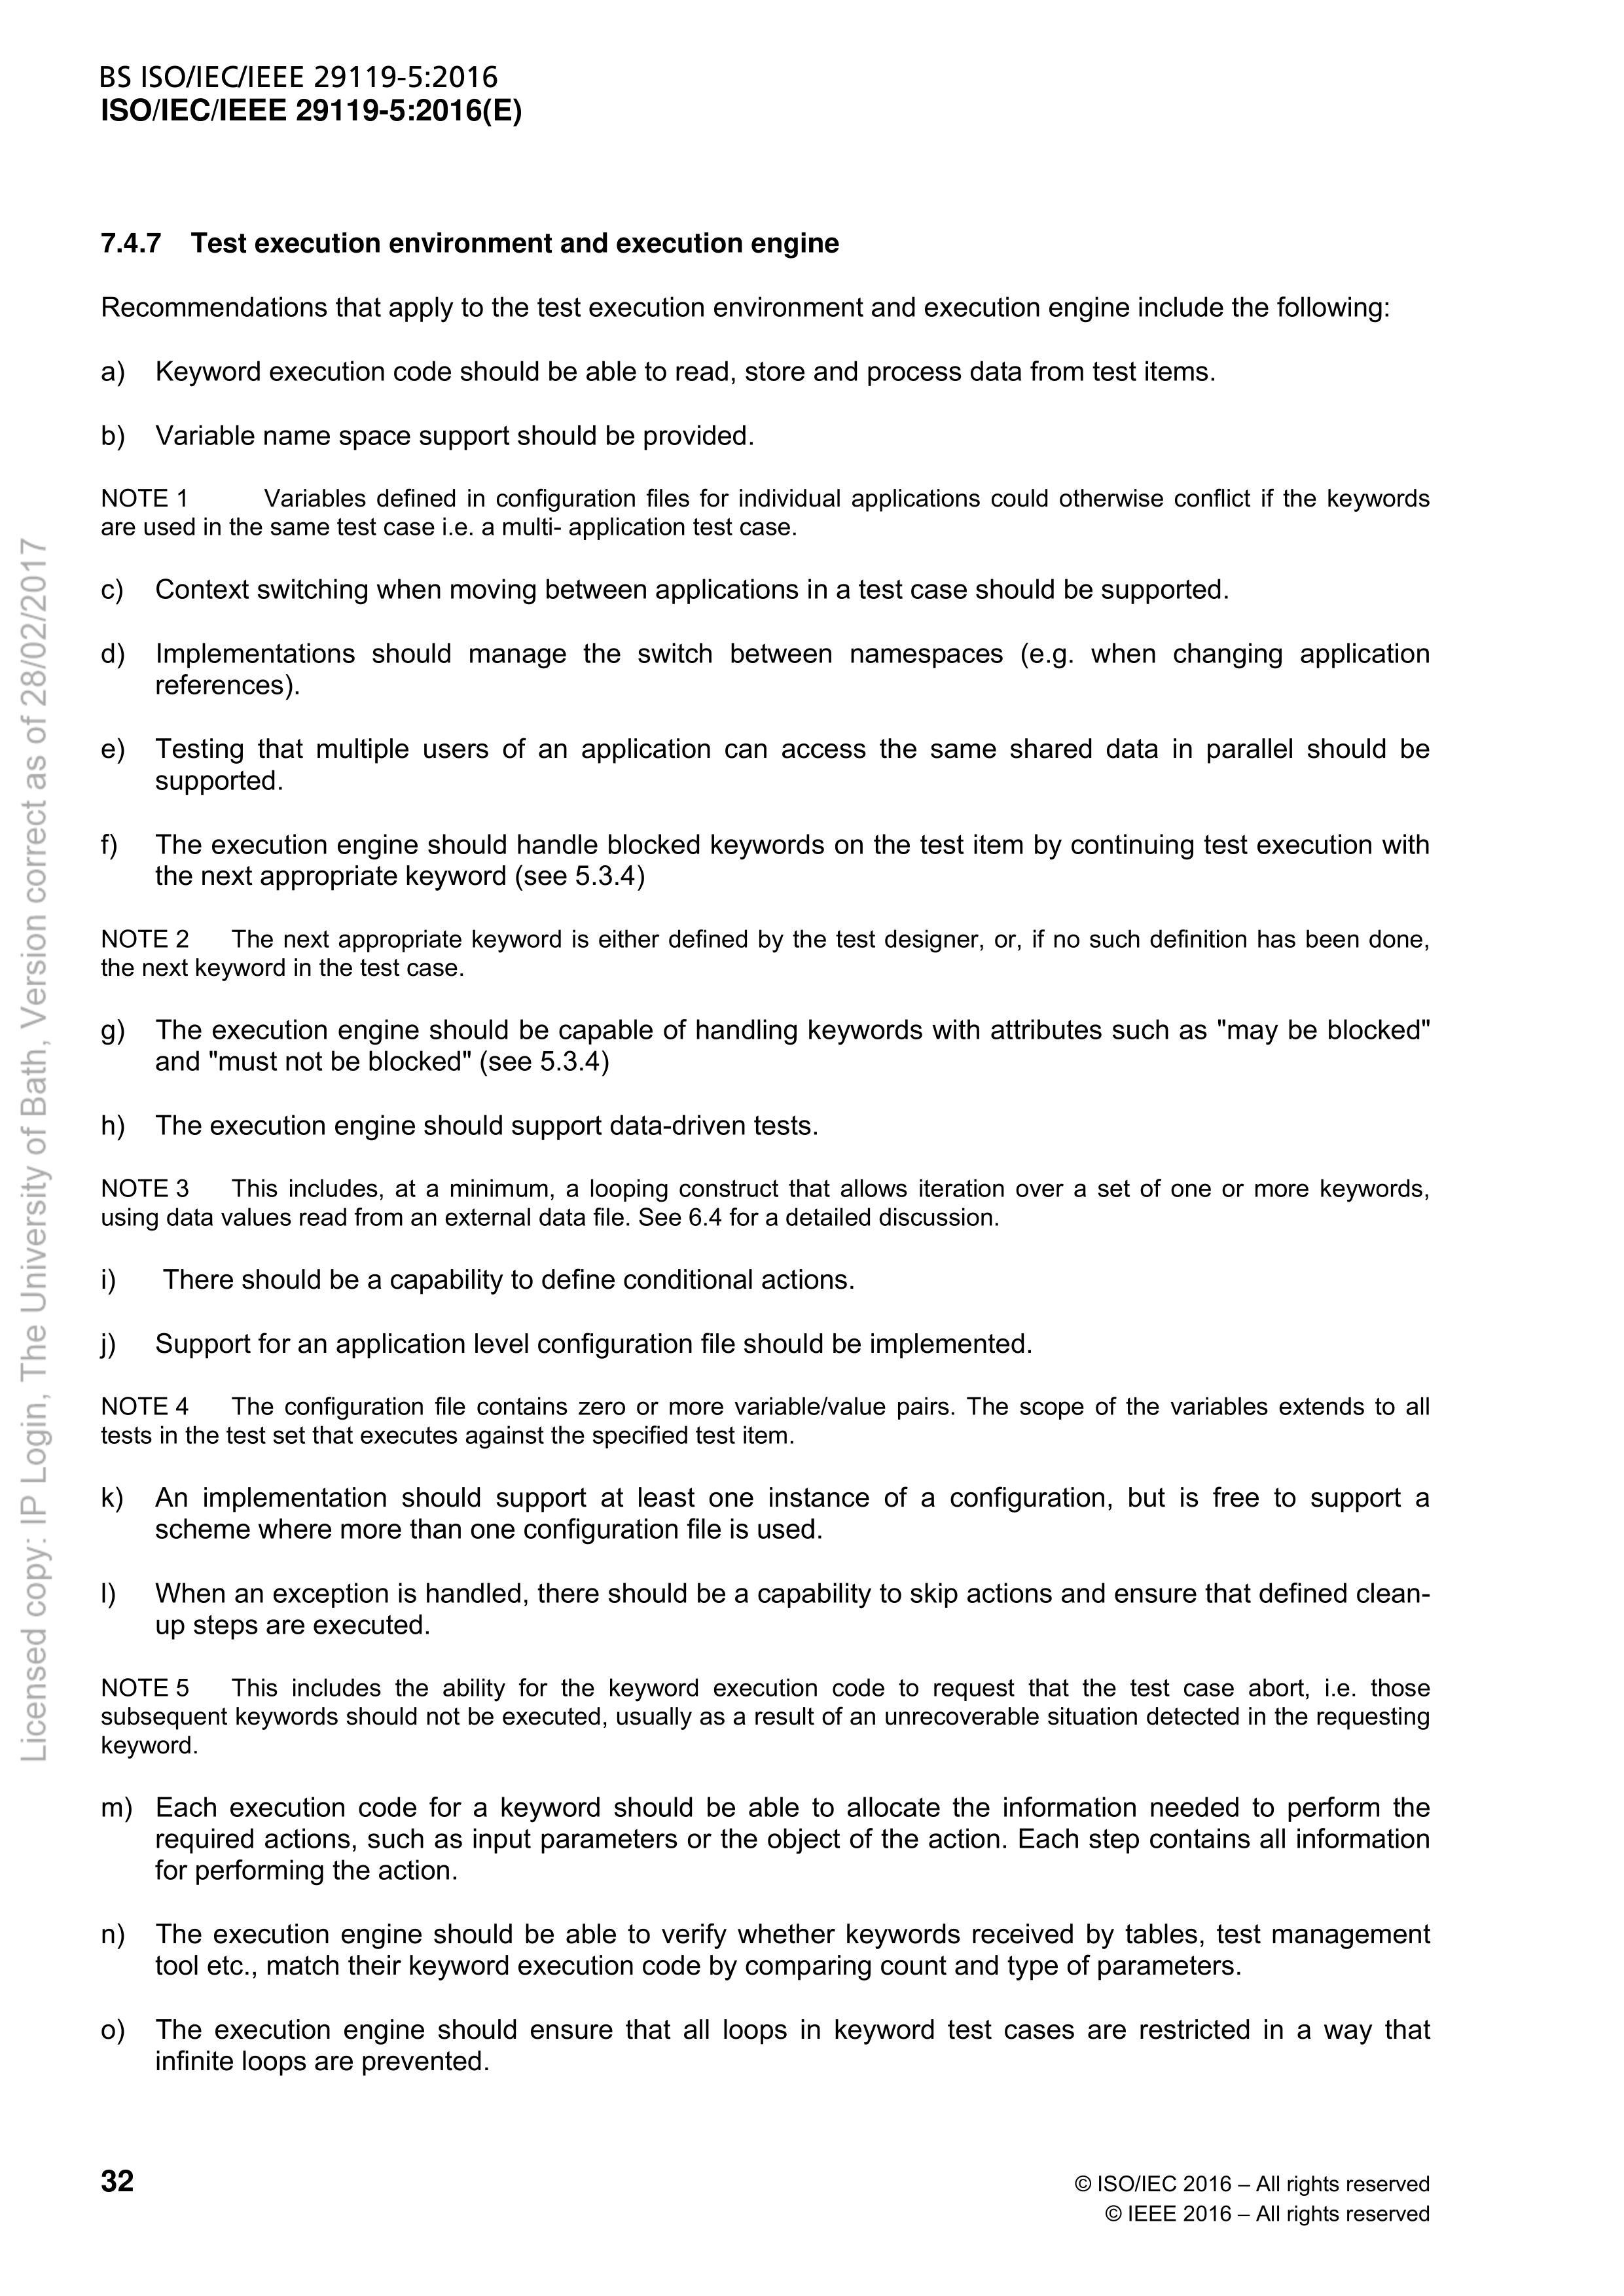 BS ISO/IEC/IEEE 29119-5:2016
ISO/IEC/IEEE 29119-5:2016(E)
7.4.7 Test execution environment and execution engine
Recommendations that apply to the test execution environment and execution engine include the following:
a) Keyword execution code should be able to read, store and process data from test items.
b) Variable name space support should be provided.
NOTE 1 Variables defined in configuration files for individual applications could otherwise conflict if the keywords
are used in the same test case i.e. a multi- application test case.
c) Context switching when moving between applications in a test case should be supported.
d) Implementations should manage the switch between namespaces (e.g. when changing application
references).
e) Testing that multiple users of an application can access the same shared data in parallel should be
supported.
f) The execution engine should handle blocked keywords on the test item by continuing test execution with
the next appropriate keyword (see 5.3.4)
NOTE 2 The next appropriate keyword is either defined by the test designer, or, if no such definition has been done,
the next keyword in the test case.
g) The execution engine should be capable of handling keywords with attributes such as "may be blocked"
and "must not be blocked" (see 5.3.4)
h) The execution engine should support data-driven tests.
NOTE 3 This includes, at a minimum, a looping construct that allows iteration over a set of one or more keywords,
using data values read from an external data file. See 6.4 for a detailed discussion.
i) There should be a capability to define conditional actions.
j) Support for an application level configuration file should be implemented.
NOTE 4 The configuration file contains zero or more variable/value pairs. The scope of the variables extends to all
tests in the test set that executes against the specified test item.
k) An implementation should support at least one instance of a configuration, but is free to support a
scheme where more than one configuration file is used.
l) When an exception is handled, there should be a capability to skip actions and ensure that defined clean-
up steps are executed.
NOTE 5 This includes the ability for the keyword execution code to request that the test case abort, i.e. those
subsequent keywords should not be executed, usually as a result of an unrecoverable situation detected in the requesting
keyword.
m) Each execution code for a keyword should be able to allocate the information needed to perform the
required actions, such as input parameters or the object of the action. Each step contains all information
for performing the action.
n) The execution engine should be able to verify whether keywords received by tables, test management
tool etc., match their keyword execution code by comparing count and type of parameters.
o) The execution engine should ensure that all loops in keyword test cases are restricted in a way that
infinite loops are prevented.
32
© ISO/IEC 2016 – All rights reserved
© IEEE 2016 – All rights reserved
Licensed copy: IP Login, The University of Bath, Version correct as of 28/02/2017